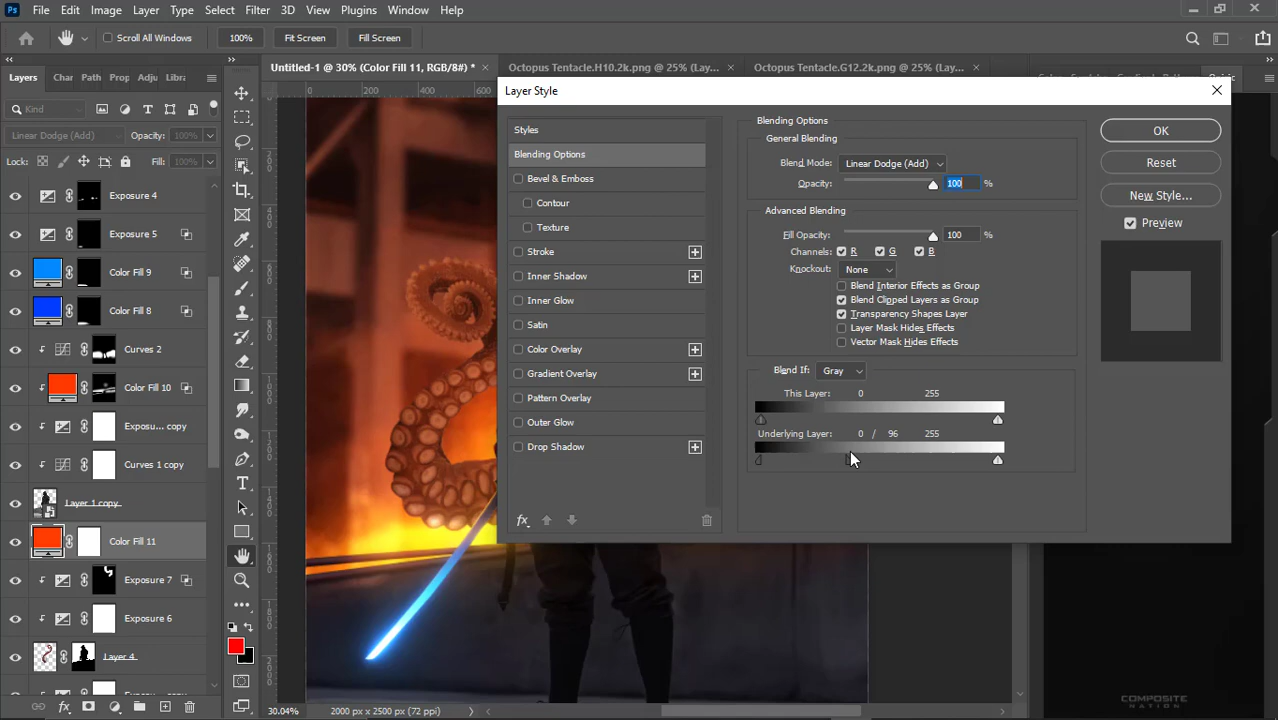 Ps File Edit Image Layer Type Select Filter 3D View Plugins Window Help
Scroll All Windows 100% Fit Screen Fill Screen
Layers Char Path Prop Adju Libra
Untitled-1 @ 30% (Color Fill 11, RGB/8#) * Octopus Tentacle.H10.2k.png @ 25% (Lay... Octopus Tentacle.G12.2k.png @ 25% (Lay...
Kind
Linear Dodge (Add) Opacity: 100%
Lock: Fill: 100%
0 200 400 600
Exposure 4
Exposure 5
Color Fill 9
Color Fill 8
Curves 2
Color Fill 10
Exposu... copy
Curves 1 copy
Layer 1 copy
Color Fill 11
Exposure 7
Exposure 6
Layer 4
Layer Style
Styles
Blending Options
Bevel & Emboss
Contour
Texture
Stroke
Inner Shadow
Inner Glow
Satin
Color Overlay
Gradient Overlay
Pattern Overlay
Outer Glow
Drop Shadow
fx
Blending Options
General Blending
Blend Mode: Linear Dodge (Add)
Opacity: 100 %
Advanced Blending
Fill Opacity: 100 %
Channels: R G B
Knockout: None
Blend Interior Effects as Group
Blend Clipped Layers as Group
Transparency Shapes Layer
Layer Mask Hides Effects
Vector Mask Hides Effects
Blend If: Gray
This Layer: 0 255
Underlying Layer: 0 / 96 255
OK
Reset
New Style...
Preview
30.04% 2000 px x 2500 px (72 ppi)
COMPOSITE
NATION